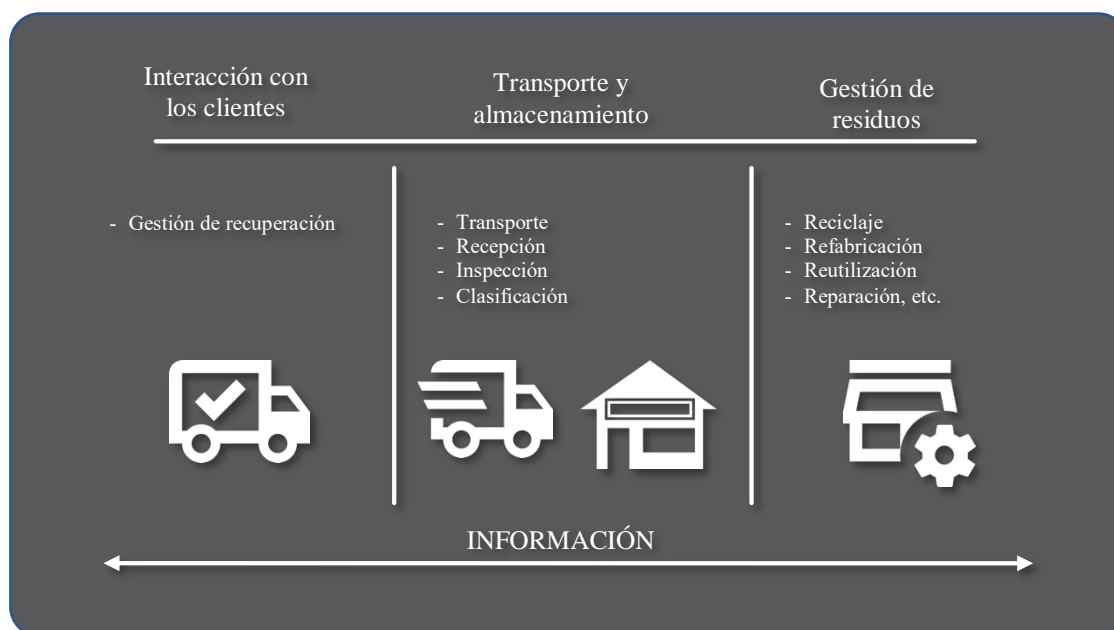 Interacción con
los clientes
Transporte y
almacenamiento
Gestión de
residuos
- Gestión de recuperación
- Transporte
- Recepción
- Inspección
- Clasificación
- Reciclaje
- Refabricación
- Reutilización
- Reparación, etc.
INFORMACIÓN